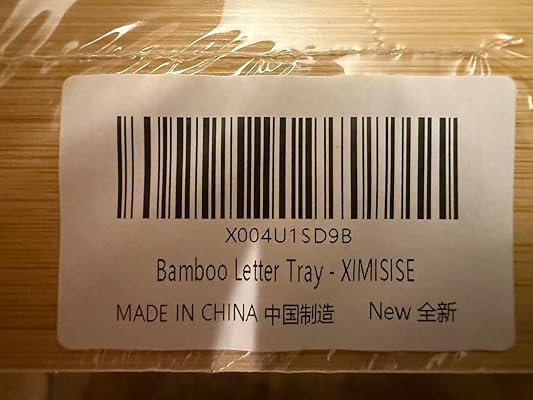 X004U1SD9B
Bamboo Letter Tray - XIMISISE
MADE IN CHINA 中国制造 New 全新